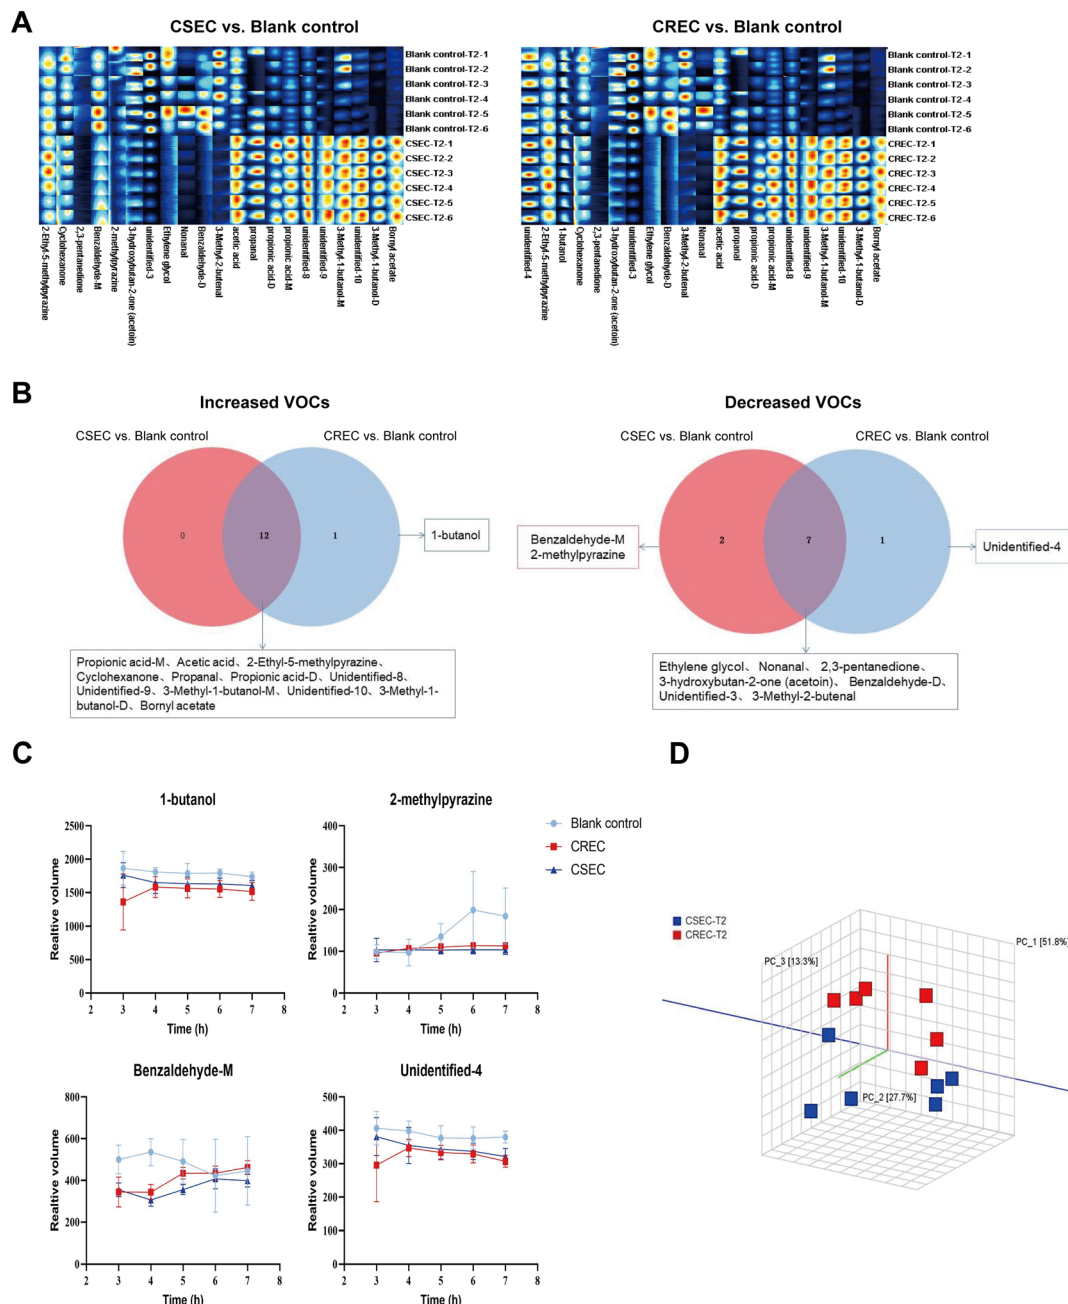 A
CSEC vs. Blank control
CREC vs. Blank control
Blank control-T2-1
Blank control-T2-2
Blank control-T2-3
Blank control-T2-4
Blank control-T2-5
Blank control-T2-6
CSEC-T2-1
CSEC-T2-2
CSEC-T2-3
CSEC-T2-4
CSEC-T2-5
CSEC-T2-6
2-Ethyl-5-methylpyrazine
Cyclohexanone
2,3-pentanedione
Benzaldehyde-M
2-methylpyrazine
3-hydroxybutan-2-one (acetoin)
unidentified-3
Ethylene glycol
Nonanal
Benzaldehyde-D
3-Methyl-2-butenal
acetic acid
propanal
propionic acid-D
propionic acid-M
unidentified-8
unidentified-9
3-Methyl-1-butanol-M
unidentified-10
3-Methyl-1-butanol-D
Bornyl acetate
Blank control-T2-1
Blank control-T2-2
Blank control-T2-3
Blank control-T2-4
Blank control-T2-5
Blank control-T2-6
CREC-T2-1
CREC-T2-2
CREC-T2-3
CREC-T2-4
CREC-T2-5
CREC-T2-6
unidentified-4
2-Ethyl-5-methylpyrazine
1-butanol
Cyclohexanone
2,3-pentanedione
3-hydroxybutan-2-one (acetoin)
unidentified-3
Ethylene glycol
Benzaldehyde-D
3-Methyl-2-butenal
Nonanal
acetic acid
propanal
propionic acid-D
propionic acid-M
unidentified-8
unidentified-9
3-Methyl-1-butanol-M
unidentified-10
3-Methyl-1-butanol-D
Bornyl acetate
B
Increased VOCs
CSEC vs. Blank control
CREC vs. Blank control
0
12
1
1-butanol
Propionic acid-M、Acetic acid、2-Ethyl-5-methylpyrazine、
Cyclohexanone、Propanal、Propionic acid-D、Unidentified-8、
Unidentified-9、3-Methyl-1-butanol-M、Unidentified-10、3-Methyl-1-
butanol-D、Bornyl acetate
Decreased VOCs
CSEC vs. Blank control
CREC vs. Blank control
Benzaldehyde-M
2-methylpyrazine
2
7
1
Unidentified-4
Ethylene glycol、Nonanal、2,3-pentanedione、
3-hydroxybutan-2-one (acetoin)、Benzaldehyde-D、
Unidentified-3、3-Methyl-2-butenal
C
1-butanol
Realtive volume
2500
2000
1500
1000
500
0
2 3 4 5 6 7 8
Time (h)
2-methylpyrazine
Realtive volume
400
300
200
100
0
2 3 4 5 6 7 8
Time (h)
Blank control
CREC
CSEC
Benzaldehyde-M
Realtive volume
800
600
400
200
0
2 3 4 5 6 7 8
Time (h)
Unidentified-4
Realtive volume
500
400
300
200
100
0
2 3 4 5 6 7 8
Time (h)
D
CSEC-T2
CREC-T2
PC_1 [51.8%]
PC_3 [13.3%]
PC_2 [27.7%]